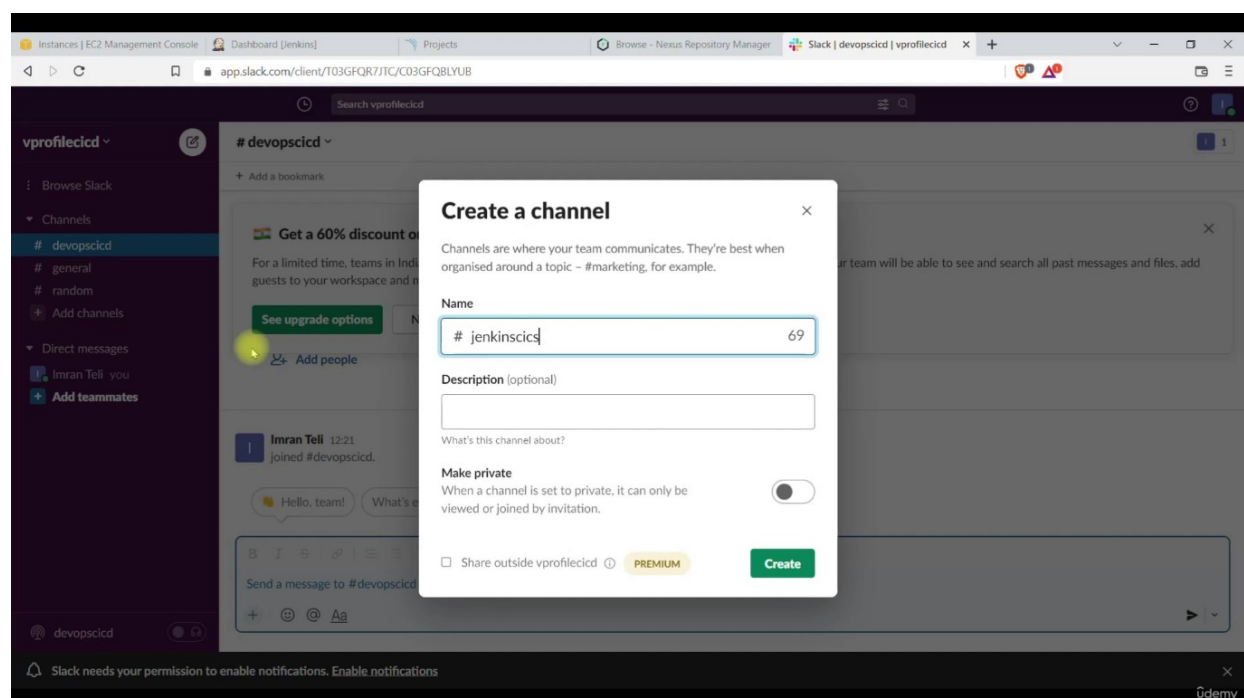 Instances | EC2 Management Console
Dashboard [Jenkins]
Projects
Browse - Nexus Repository Manager
Slack | devopscicd | vprofilecicd
app.slack.com/client/T03GFQR7JTC/C03GFQBLYUB
Search vprofilecicd
vprofilecicd
# devopscicd
1
+ Add a bookmark
Browse Slack
Channels
# devopscicd
# general
# random
+ Add channels
Direct messages
Imran Teli you
+ Add teammates
Get a 60% discount o
For a limited time, teams in Indi
ur team will be able to see and search all past messages and files, add
guests to your workspace and
See upgrade options
N
Add people
Imran Teli 12:21
joined #devopscicd.
Hello, team!
What's e
Send a message to #devopscicd
Create a channel
Channels are where your team communicates. They're best when
organised around a topic – #marketing, for example.
Name
# jenkinscics
69
Description (optional)
What's this channel about?
Make private
When a channel is set to private, it can only be
viewed or joined by invitation.
Share outside vprofilecicd
PREMIUM
Create
devopscicd
Slack needs your permission to enable notifications. Enable notifications
ûdemy